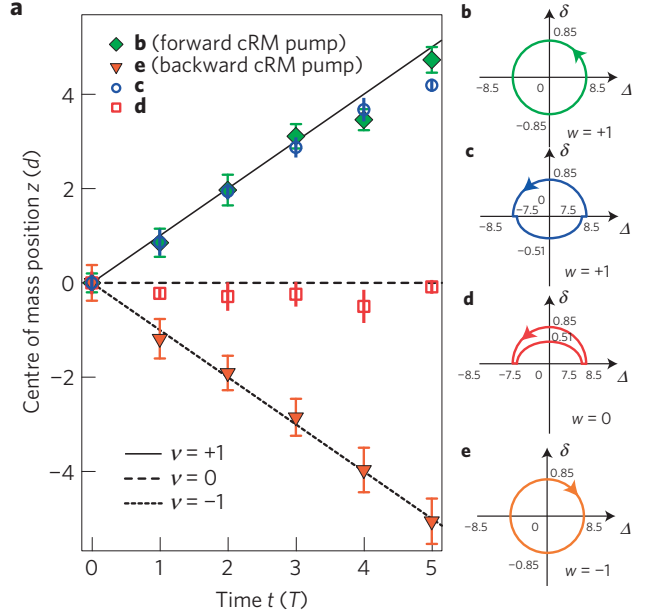 a
Centre of mass position z (d)
4
2
0
−2
−4
b (forward cRM pump)
e (backward cRM pump)
c
d
ν = +1
ν = 0
ν = −1
0 1 2 3 4 5
Time t (T)
b
δ
0.85
−8.5 0 8.5 Δ
−0.85
w = +1
c
δ
0.85
0
−7.5 7.5
−8.5 8.5 Δ
−0.51
w = +1
d
δ
0.85
0.51
−8.5 −7.5 0 7.5 8.5 Δ
w = 0
e
δ
0.85
−8.5 0 8.5 Δ
−0.85
w = −1